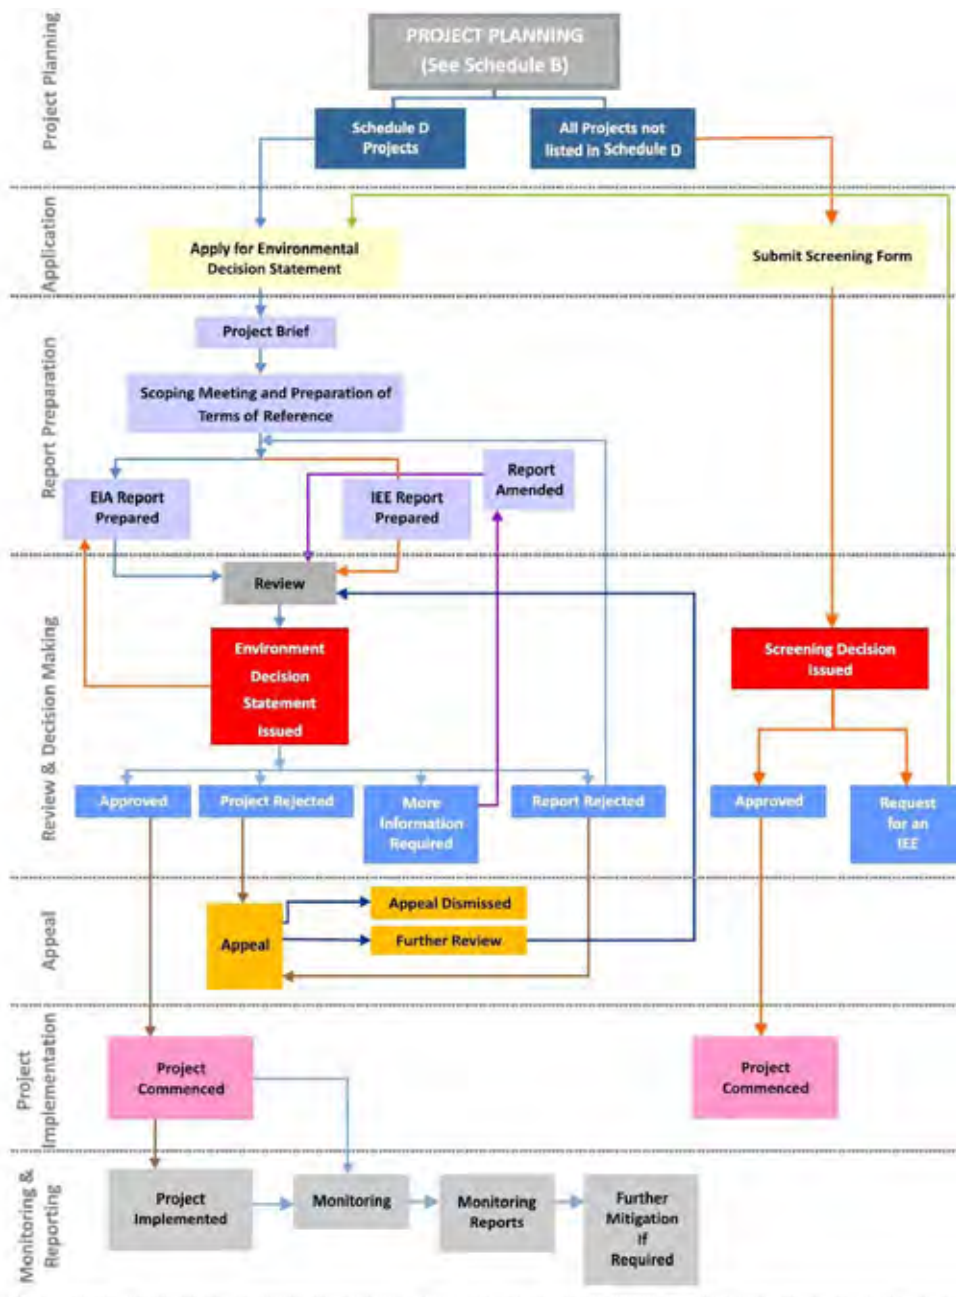 PROJECT PLANNING
(See Schedule B)
Project Planning
Schedule D
Projects
All Projects not
listed in Schedule D
Application
Apply for Environmental
Decision Statement
Submit Screening Form
Report Preparation
Project Brief
Scoping Meeting and Preparation of
Terms of Reference
EIA Report
Prepared
IEE Report
Prepared
Report
Amended
Review & Decision Making
Review
Environment
Decision
Statement
Issued
Screening Decision
Issued
Approved
Project Rejected
More
Information
Required
Report Rejected
Approved
Request
for an
IEE
Appeal
Appeal
Appeal Dismissed
Further Review
Project
Implementation
Project
Commenced
Project
Commenced
Monitoring &
Reporting
Project
Implemented
Monitoring
Monitoring
Reports
Further
Mitigation
If
Required